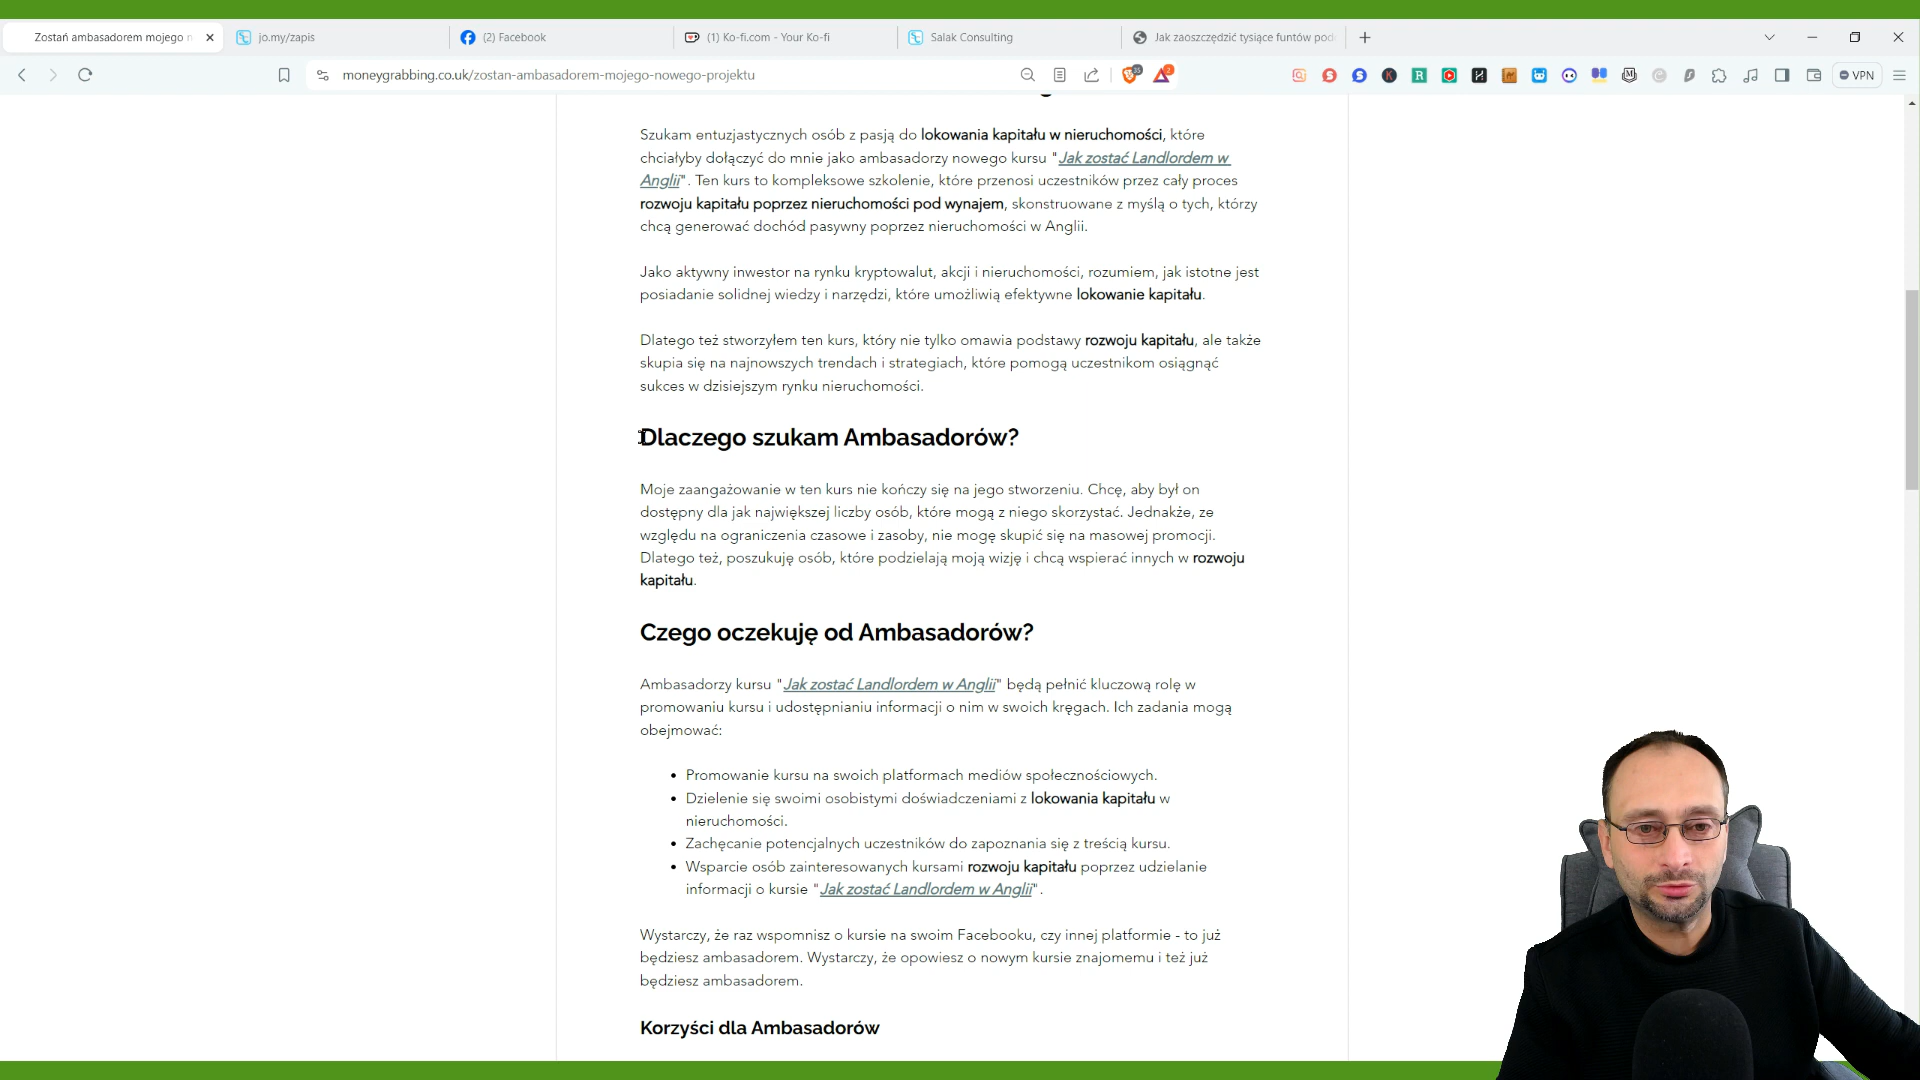 Zostań ambasadorem mojego n
jo.my/zapis
(2) Facebook
(1) Ko-fi.com - Your Ko-fi
Salak Consulting
Jak zaoszczędzić tysiące funtów pod
moneygrabbing.co.uk/zostan-ambasadorem-mojego-nowego-projektu
35
2
VPN
Szukam entuzjastycznych osób z pasją do lokowania kapitału w nieruchomości, które
chciałyby dołączyć do mnie jako ambasadorzy nowego kursu "Jak zostać Landlordem w
Anglii". Ten kurs to kompleksowe szkolenie, które przenosi uczestników przez cały proces
rozwoju kapitału poprzez nieruchomości pod wynajem, skonstruowane z myślą o tych, którzy
chcą generować dochód pasywny poprzez nieruchomości w Anglii.
Jako aktywny inwestor na rynku kryptowalut, akcji i nieruchomości, rozumiem, jak istotne jest
posiadanie solidnej wiedzy i narzędzi, które umożliwią efektywne lokowanie kapitału.
Dlatego też stworzyłem ten kurs, który nie tylko omawia podstawy rozwoju kapitału, ale także
skupia się na najnowszych trendach i strategiach, które pomogą uczestnikom osiągnąć
sukces w dzisiejszym rynku nieruchomości.
Dlaczego szukam Ambasadorów?
Moje zaangażowanie w ten kurs nie kończy się na jego stworzeniu. Chcę, aby był on
dostępny dla jak największej liczby osób, które mogą z niego skorzystać. Jednakże, ze
względu na ograniczenia czasowe i zasoby, nie mogę skupić się na masowej promocji.
Dlatego też, poszukuję osób, które podzielają moją wizję i chcą wspierać innych w rozwoju
kapitału.
Czego oczekuję od Ambasadorów?
Ambasadorzy kursu "Jak zostać Landlordem w Anglii" będą pełnić kluczową rolę w
promowaniu kursu i udostępnianiu informacji o nim w swoich kręgach. Ich zadania mogą
obejmować:
• Promowanie kursu na swoich platformach mediów społecznościowych.
• Dzielenie się swoimi osobistymi doświadczeniami z lokowania kapitału w
nieruchomości.
• Zachęcanie potencjalnych uczestników do zapoznania się z treścią kursu.
• Wsparcie osób zainteresowanych kursami rozwoju kapitału poprzez udzielanie
informacji o kursie "Jak zostać Landlordem w Anglii".
Wystarczy, że raz wspomnisz o kursie na swoim Facebooku, czy innej platformie - to już
będziesz ambasadorem. Wystarczy, że opowiesz o nowym kursie znajomemu i też już
będziesz ambasadorem.
Korzyści dla Ambasadorów